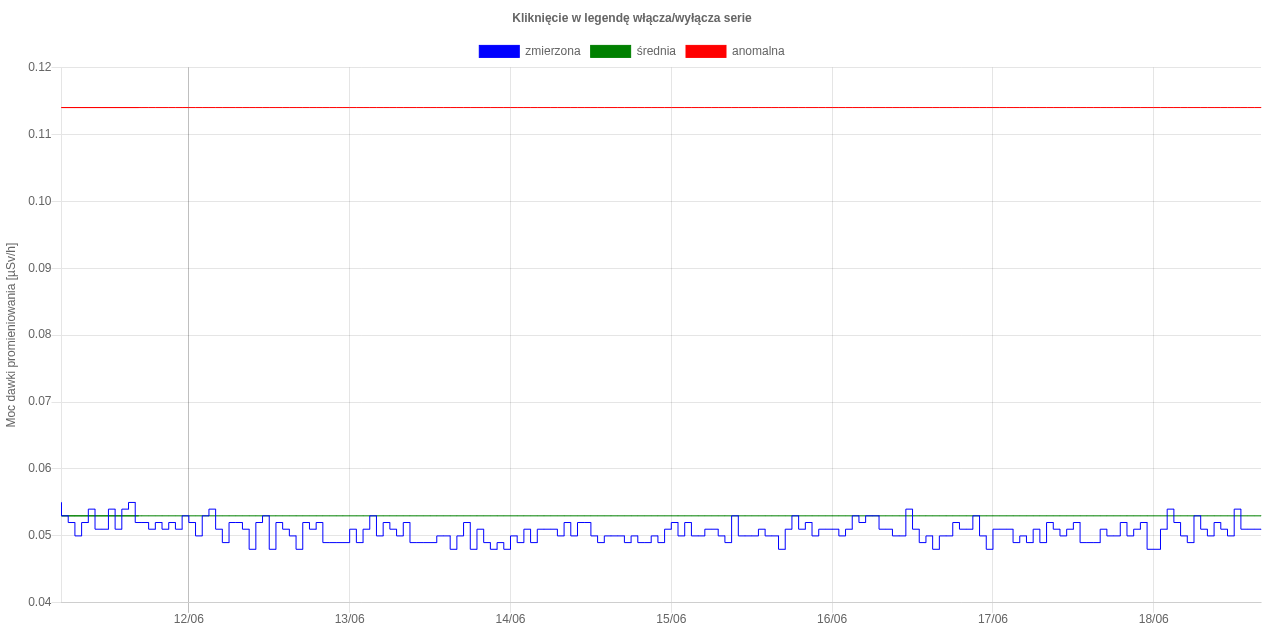 Kliknięcie w legendę włącza/wyłącza serie
zmierzona średnia anomalna
Moc dawki promieniowania [µSv/h]
0.12
0.11
0.10
0.09
0.08
0.07
0.06
0.05
0.04
12/06 13/06 14/06 15/06 16/06 17/06 18/06